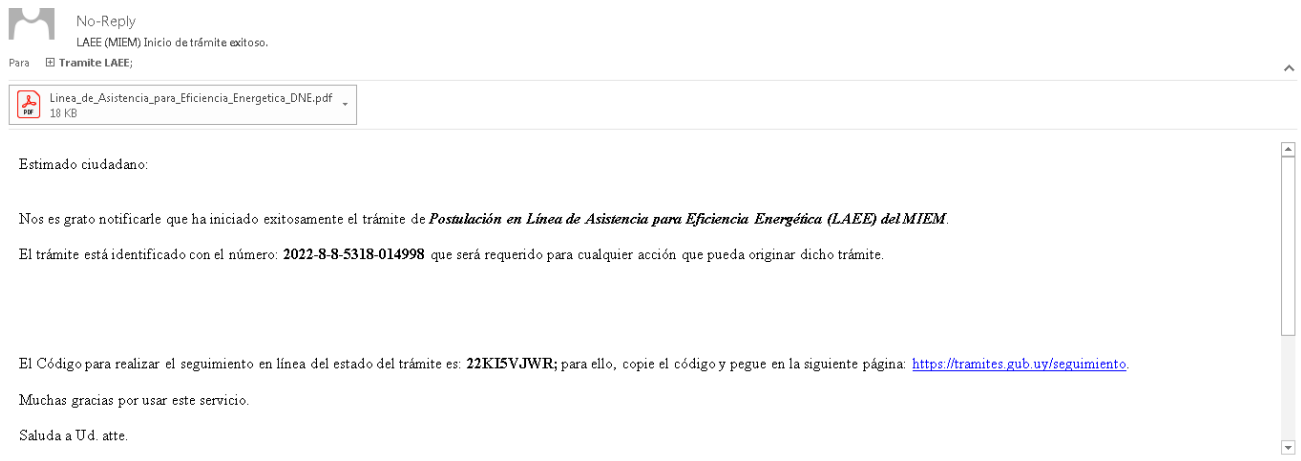 No-Reply
LAEE (MIEM) Inicio de trámite exitoso.
Para Tramite LAEE;
Linea_de_Asistencia_para_Eficiencia_Energetica_DNE.pdf
PDF
18 KB
Estimado ciudadano:
Nos es grato notificarle que ha iniciado exitosamente el trámite de Postulación en Línea de Asistencia para Eficiencia Energética (LAEE) del MIEM.
El trámite está identificado con el número: 2022-8-8-5318-014998 que será requerido para cualquier acción que pueda originar dicho trámite.
El Código para realizar el seguimiento en línea del estado del trámite es: 22KI5VJWR; para ello, copie el código y pegue en la siguiente página: https://tramites.gub.uy/seguimiento.
Muchas gracias por usar este servicio.
Saluda a Ud. atte.